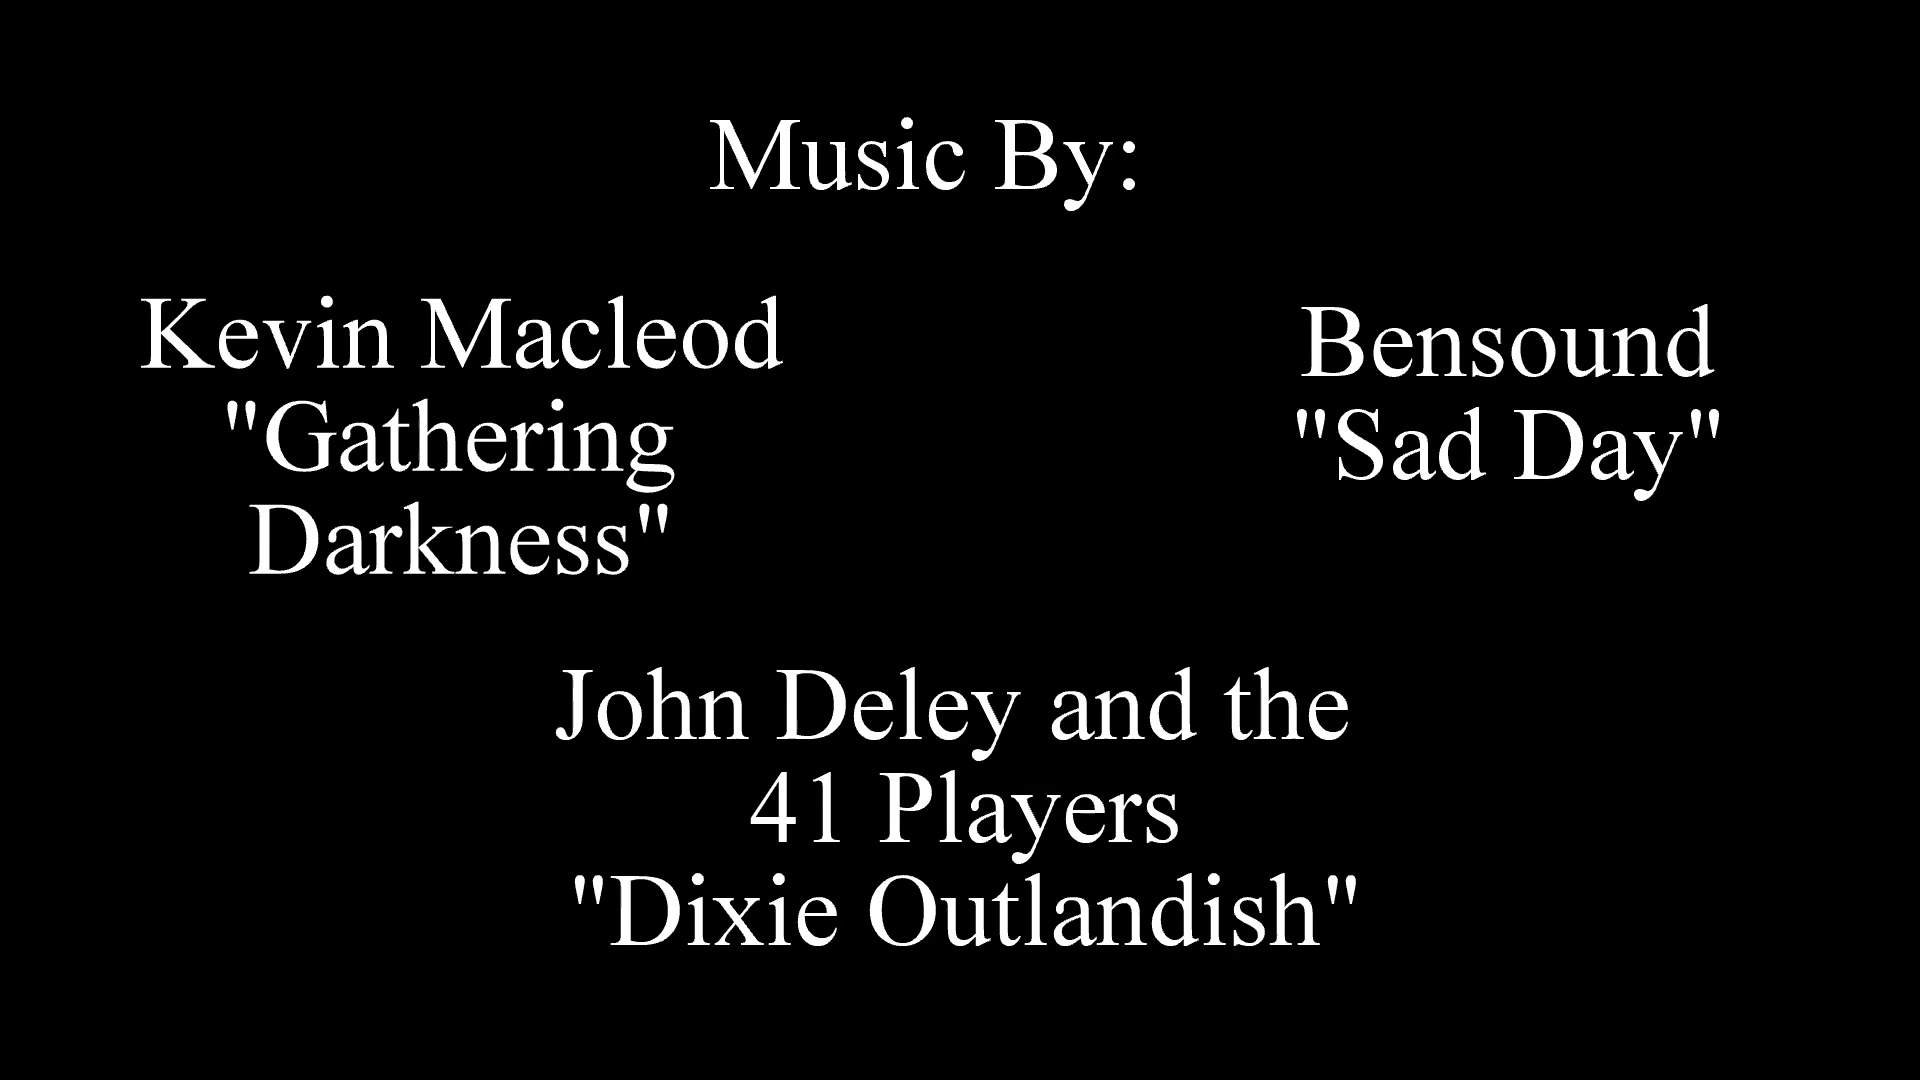 Music By:
Kevin Macleod
"Gathering
Darkness"
Bensound
"Sad Day"
John Deley and the
41 Players
"Dixie Outlandish"